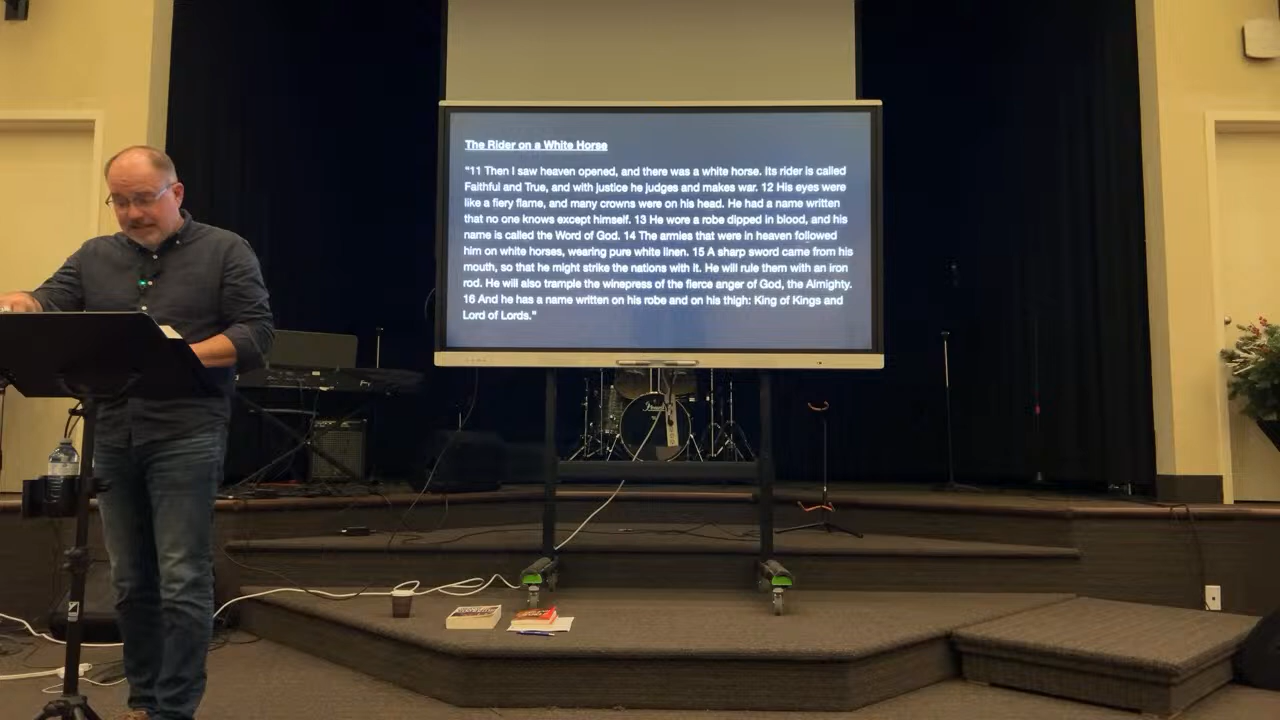 The Rider on a White Horse
"11 Then I saw heaven opened, and there was a white horse. Its rider is called
Faithful and True, and with justice he judges and makes war. 12 His eyes were
like a fiery flame, and many crowns were on his head. He had a name written
that no one knows except himself. 13 He wore a robe dipped in blood, and his
name is called the Word of God. 14 The armies that were in heaven followed
him on white horses, wearing pure white linen. 15 A sharp sword came from his
mouth, so that he might strike the nations with it. He will rule them with an iron
rod. He will also trample the winepress of the fierce anger of God, the Almighty.
16 And he has a name written on his robe and on his thigh: King of Kings and
Lord of Lords."